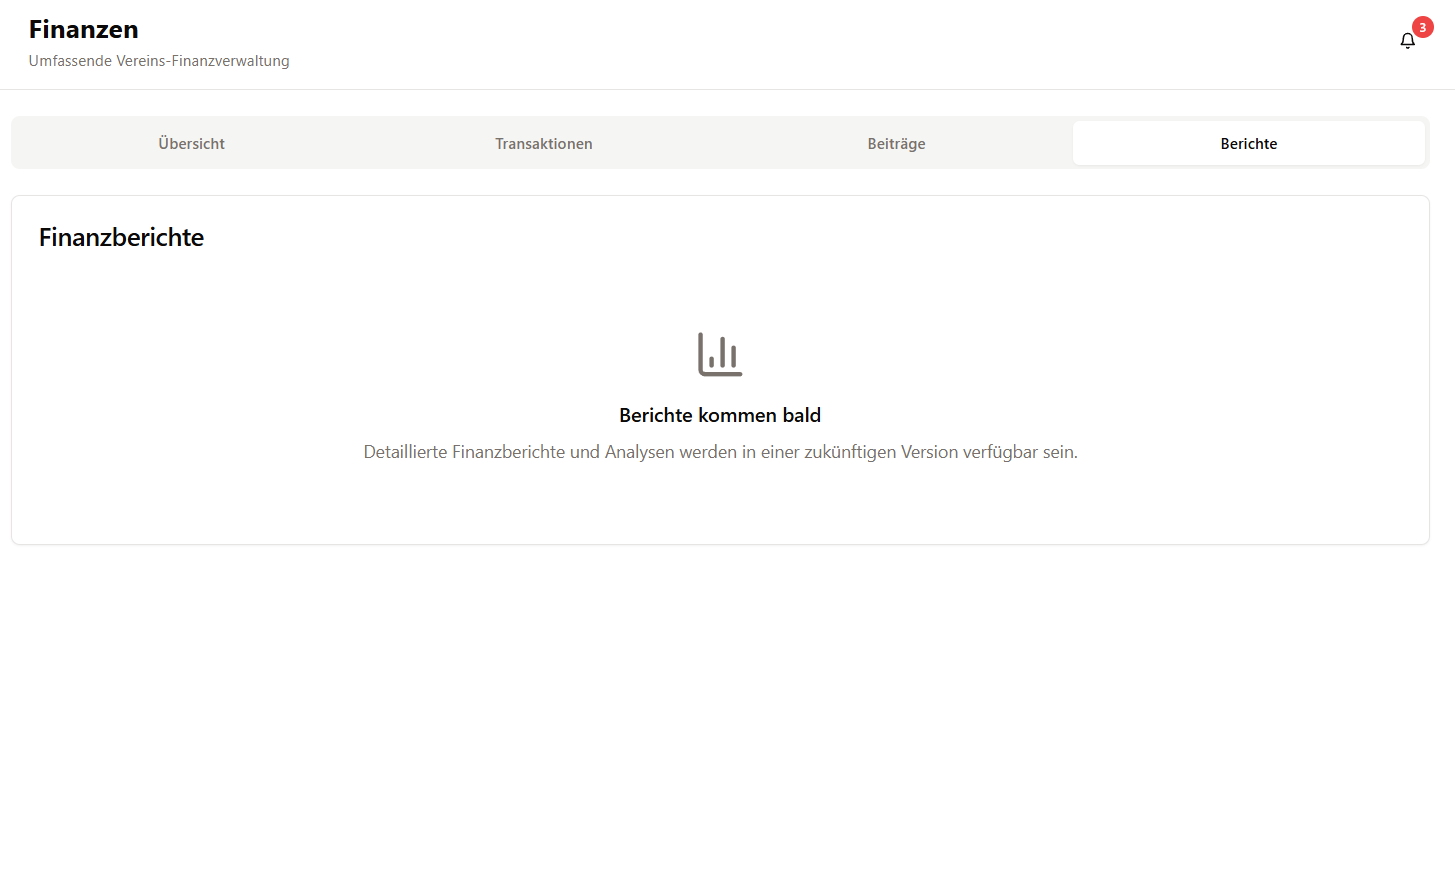 Finanzen
3
Umfassende Vereins-Finanzverwaltung
Übersicht
Transaktionen
Beiträge
Berichte
Finanzberichte
Berichte kommen bald
Detaillierte Finanzberichte und Analysen werden in einer zukünftigen Version verfügbar sein.